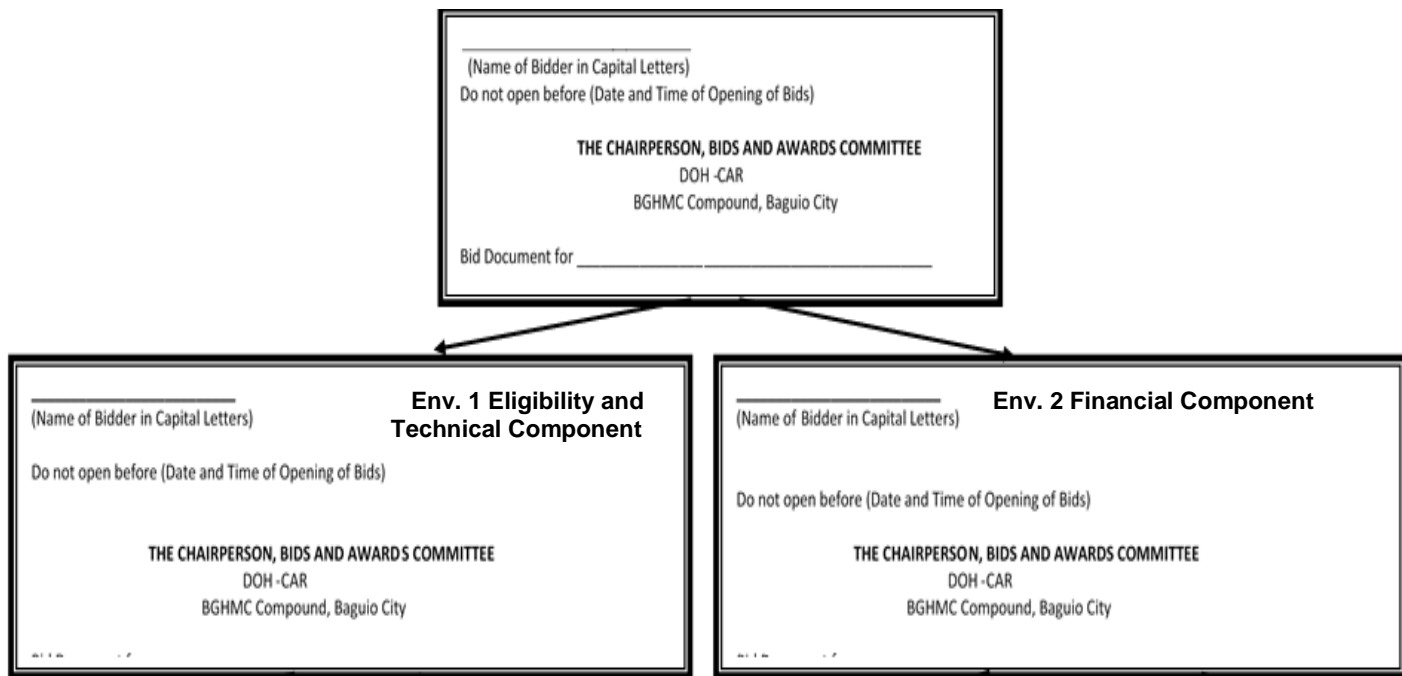 (Name of Bidder in Capital Letters)
Do not open before (Date and Time of Opening of Bids)
THE CHAIRPERSON, BIDS AND AWARDS COMMITTEE
DOH -CAR
BGHMC Compound, Baguio City
Bid Document for ____________________
Env. 1 Eligibility and
Technical Component
(Name of Bidder in Capital Letters)
Do not open before (Date and Time of Opening of Bids)
THE CHAIRPERSON, BIDS AND AWARDS COMMITTEE
DOH -CAR
BGHMC Compound, Baguio City
Env. 2 Financial Component
(Name of Bidder in Capital Letters)
Do not open before (Date and Time of Opening of Bids)
THE CHAIRPERSON, BIDS AND AWARDS COMMITTEE
DOH -CAR
BGHMC Compound, Baguio City